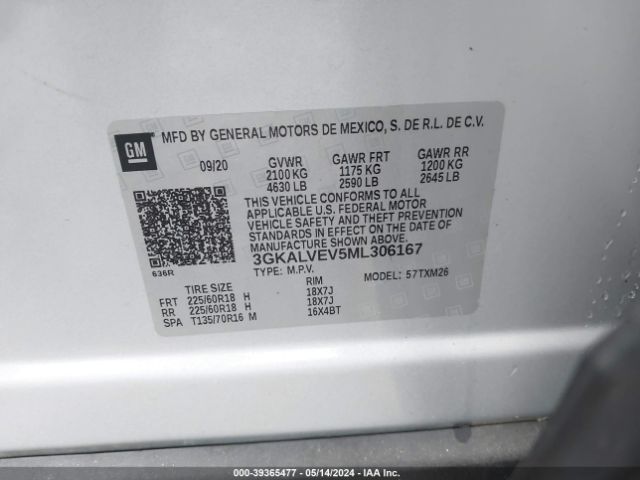 GM
MFD BY GENERAL MOTORS DE MEXICO, S. DE R.L. DE C.V.
09/20 GVWR GAWR FRT GAWR RR
2100 KG 1175 KG 1200 KG
4630 LB 2590 LB 2645 LB
THIS VEHICLE CONFORMS TO ALL
APPLICABLE U.S. FEDERAL MOTOR
VEHICLE SAFETY AND THEFT PREVENTION
STANDARDS IN EFFECT ON THE DATE OF
MANUFACTURE SHOWN ABOVE.
3GKALVEV5ML306167
636R
TYPE: M.P.V. MODEL: 57TXM26
TIRE SIZE RIM
FRT 225/60R18 H 18X7J
RR 225/60R18 H 18X7J
SPA T135/70R16 M 16X4BT
000-39365477 - 05/14/2024 - IAA Inc.